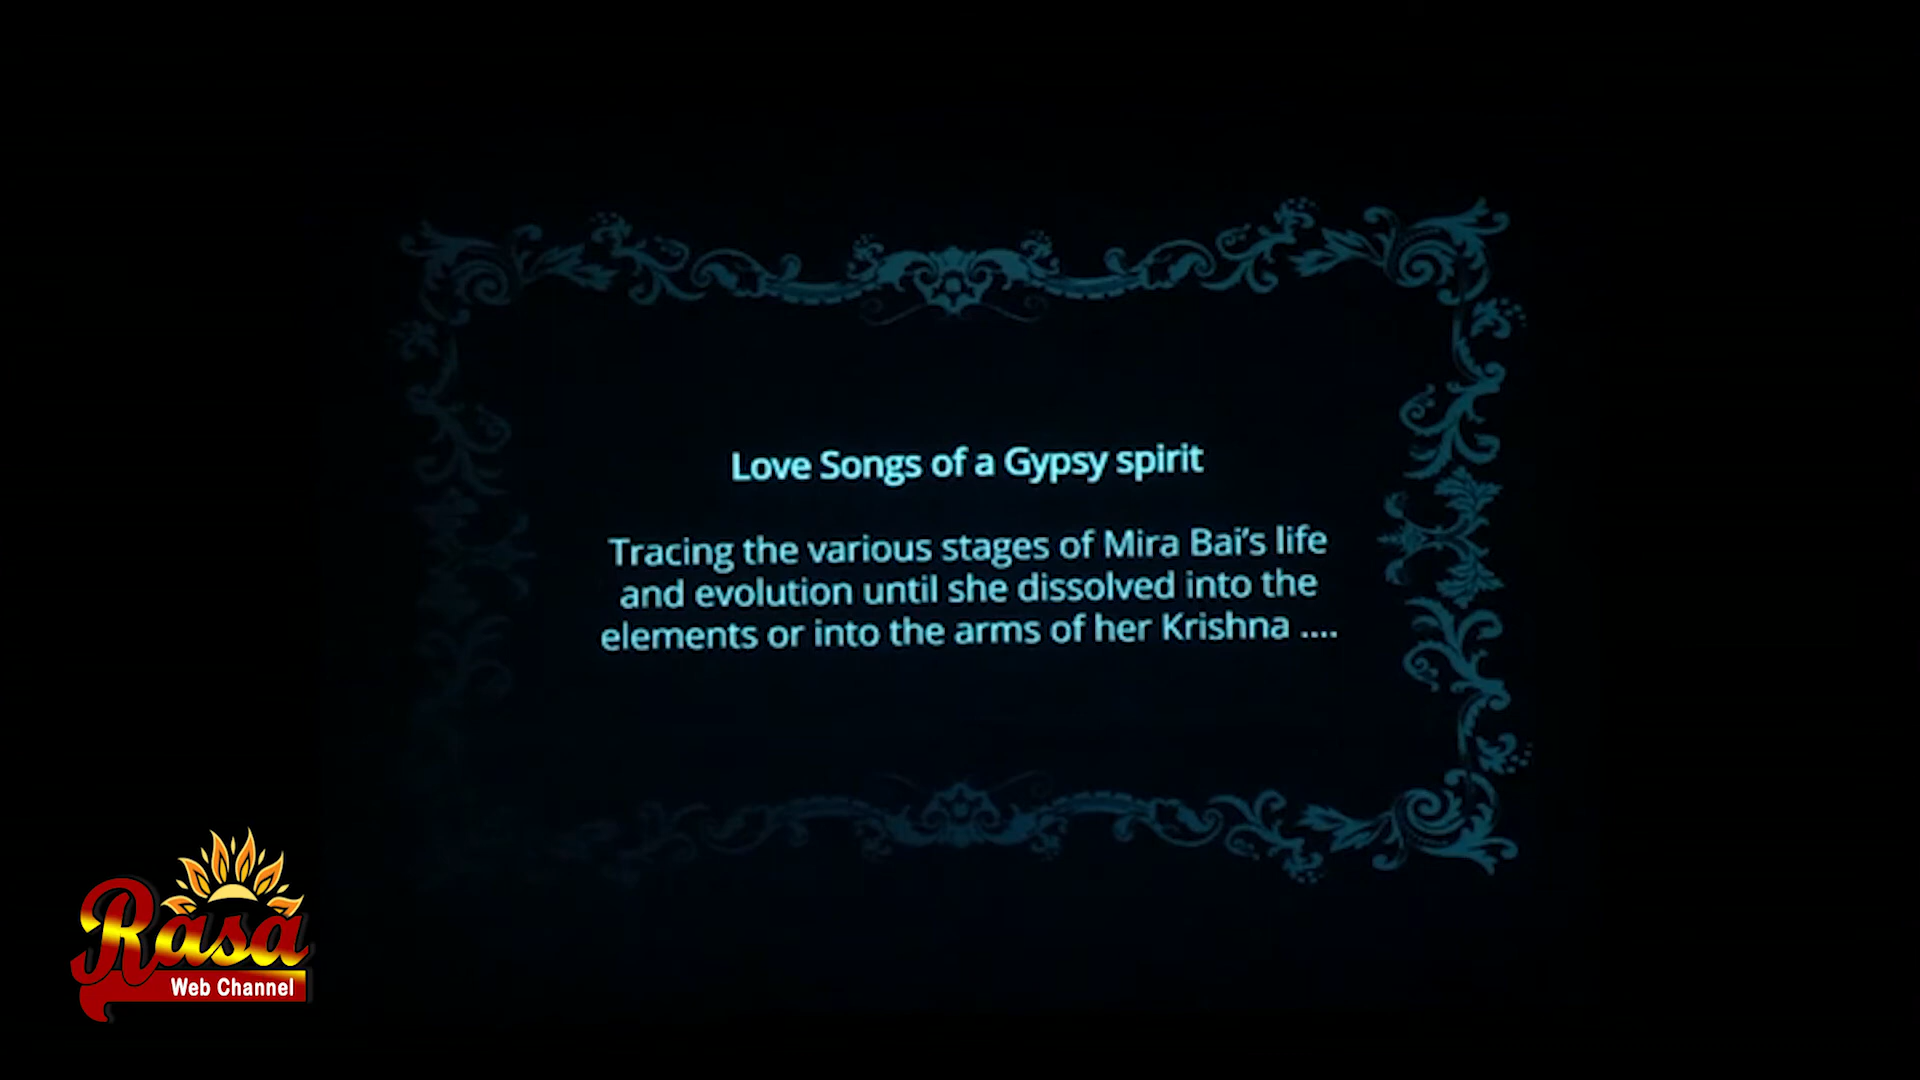 Love Songs of a Gypsy spirit
Tracing the various stages of Mira Bai’s life
and evolution until she dissolved into the
elements or into the arms of her Krishna ....
Rasa
Web Channel